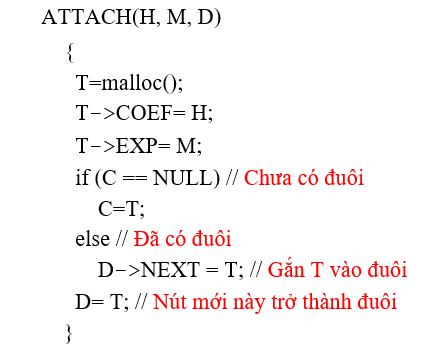 ATTACH(H, M, D)
{
T=malloc();
T->COEF= H;
T->EXP= M;
if (C == NULL) // Chưa có đuôi
C=T;
else // Đã có đuôi
D->NEXT = T; // Gắn T vào đuôi
D= T; // Nút mới này trở thành đuôi
}